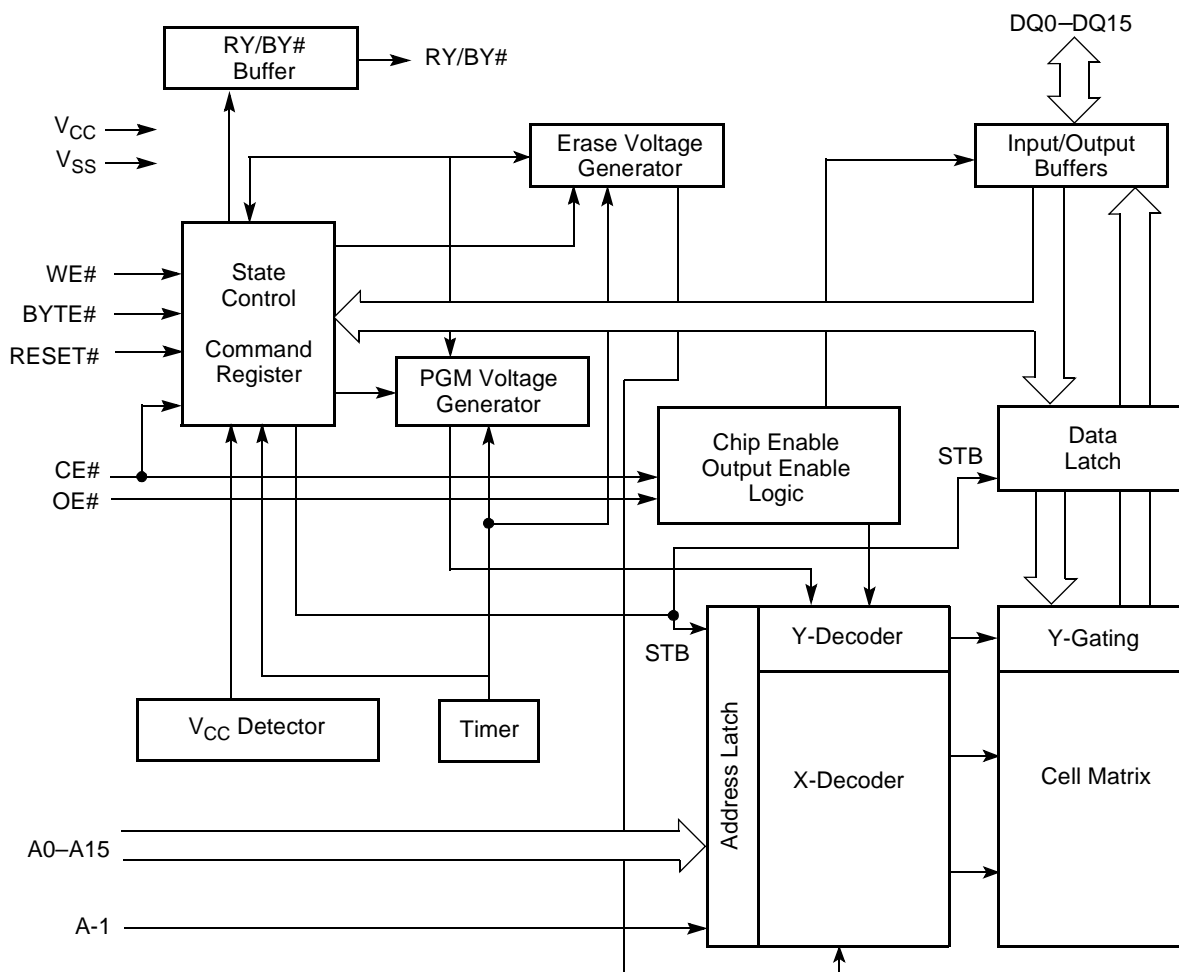 DQ0–DQ15
RY/BY#
Buffer
RY/BY#
VCC
VSS
Erase Voltage
Generator
Input/Output
Buffers
WE#
BYTE#
RESET#
State
Control
Command
Register
PGM Voltage
Generator
Chip Enable
Output Enable
Logic
STB
Data
Latch
CE#
OE#
STB
Y-Decoder
Y-Gating
VCC Detector
Timer
Address Latch
X-Decoder
Cell Matrix
A0–A15
A-1